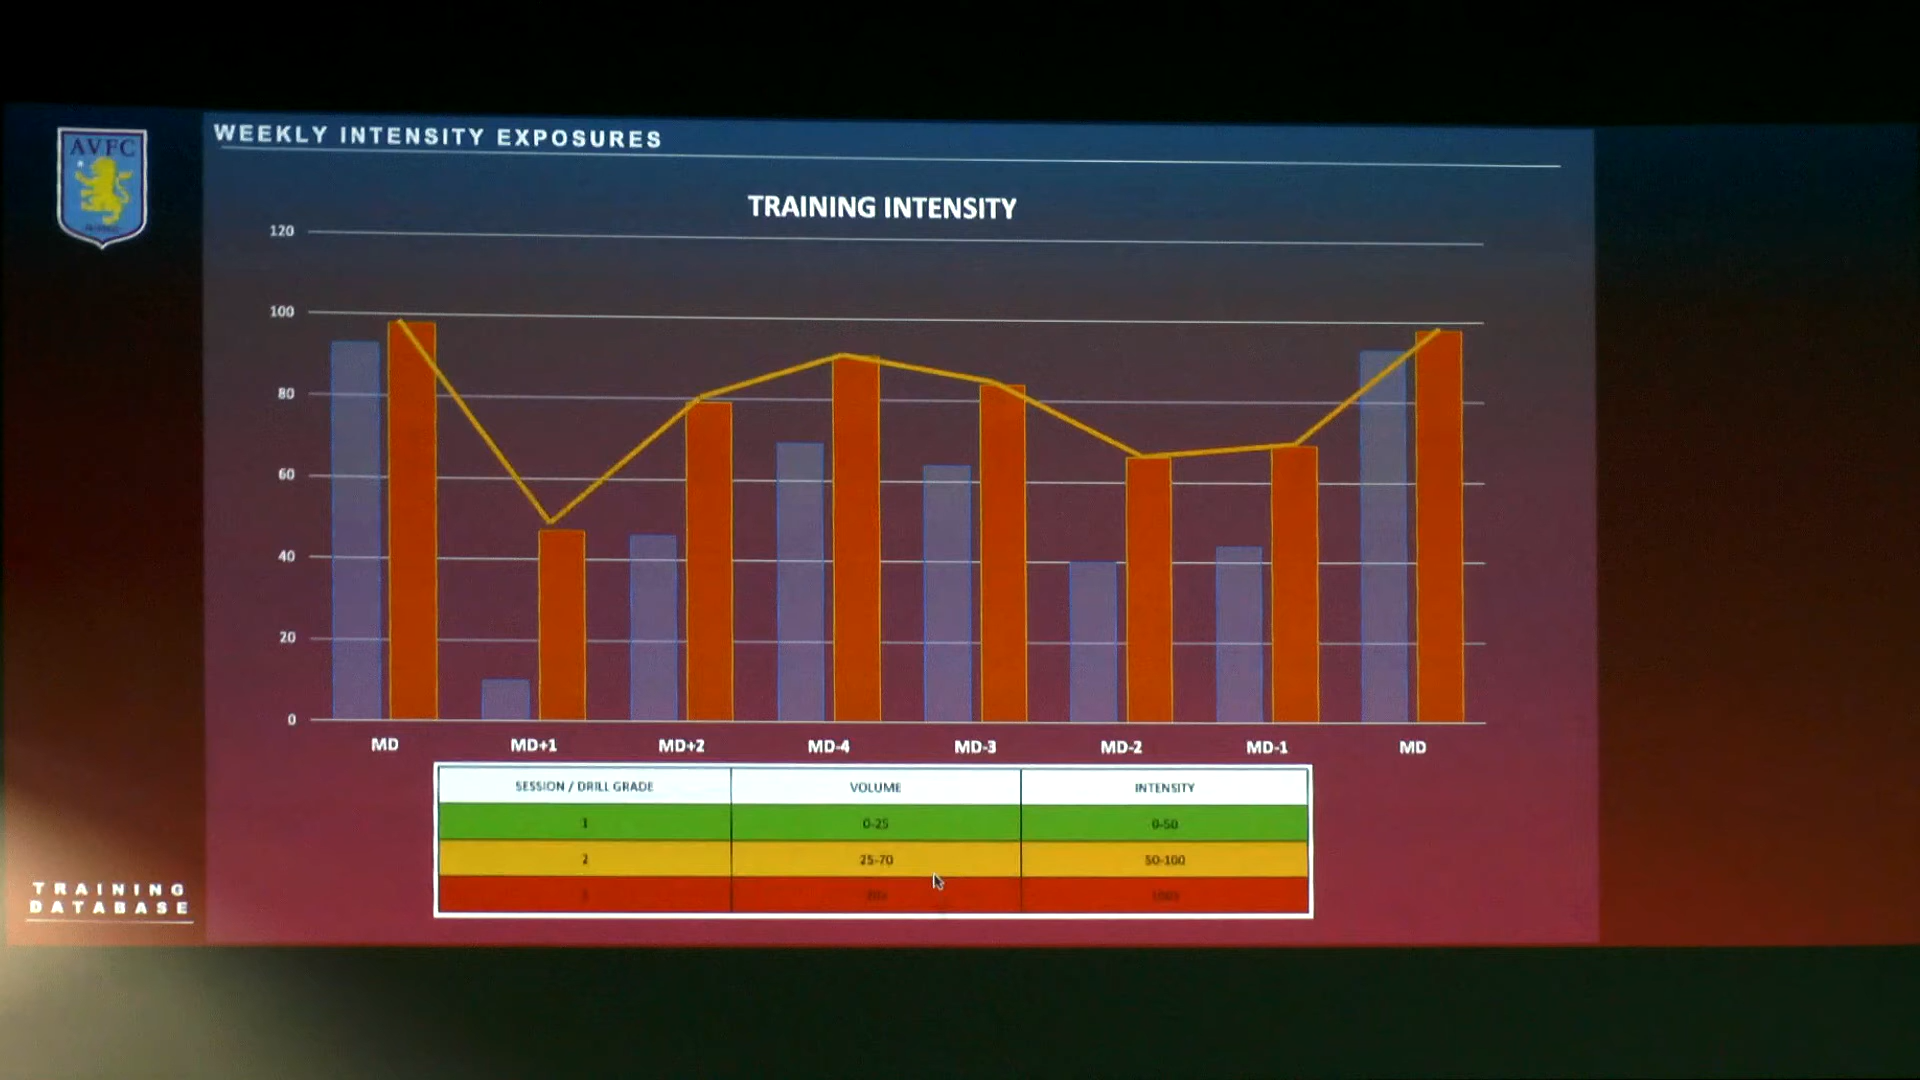 AVFC
WEEKLY INTENSITY EXPOSURES
TRAINING INTENSITY
120
100
80
60
40
20
0
MD MD+1 MD+2 MD-4 MD-3 MD-2 MD-1 MD
SESSION / DRILL GRADE VOLUME INTENSITY
1 0-25 0-50
2 25-70 50-100
TRAINING
DATABASE